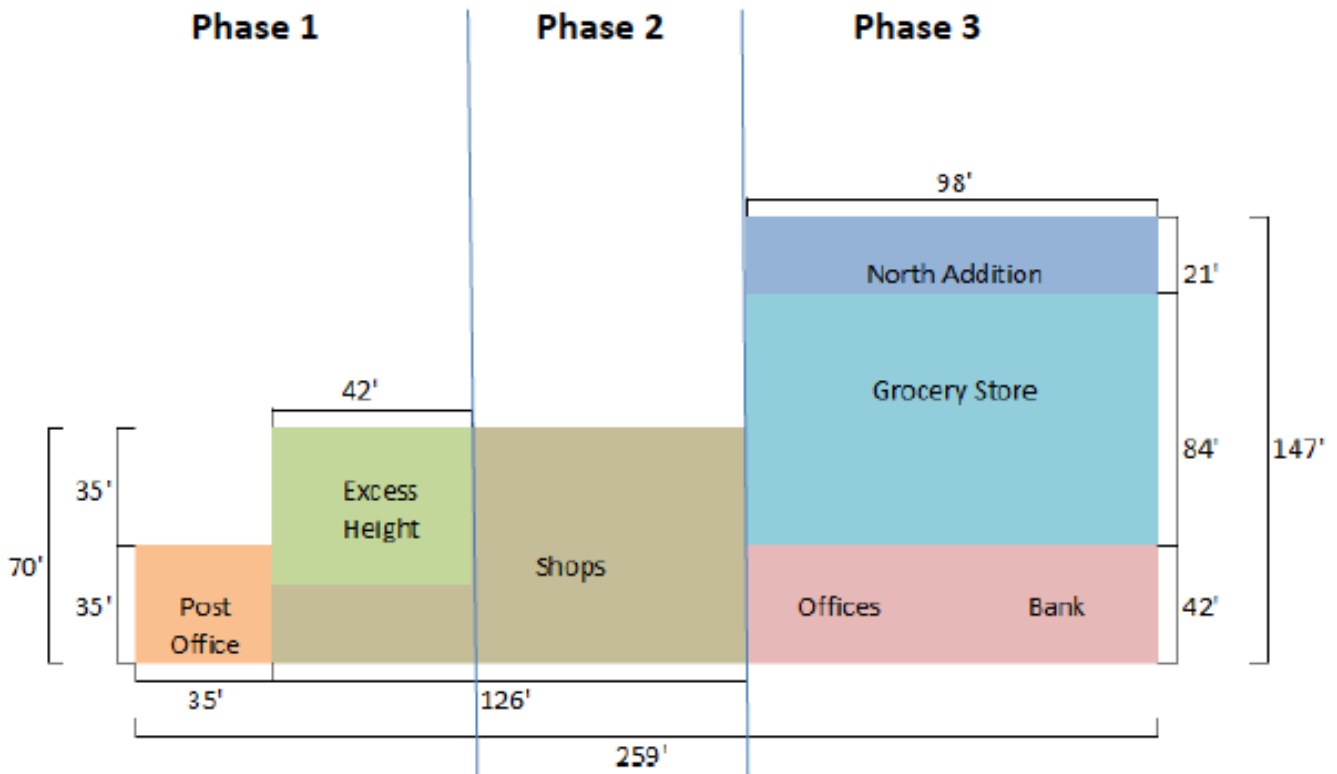 Phase 1
Phase 2
Phase 3
98'
North Addition
21'
Grocery Store
42'
84'
147'
35'
Excess
Height
70'
Shops
35'
Post
Office
Offices
Bank
42'
35'
126'
259'